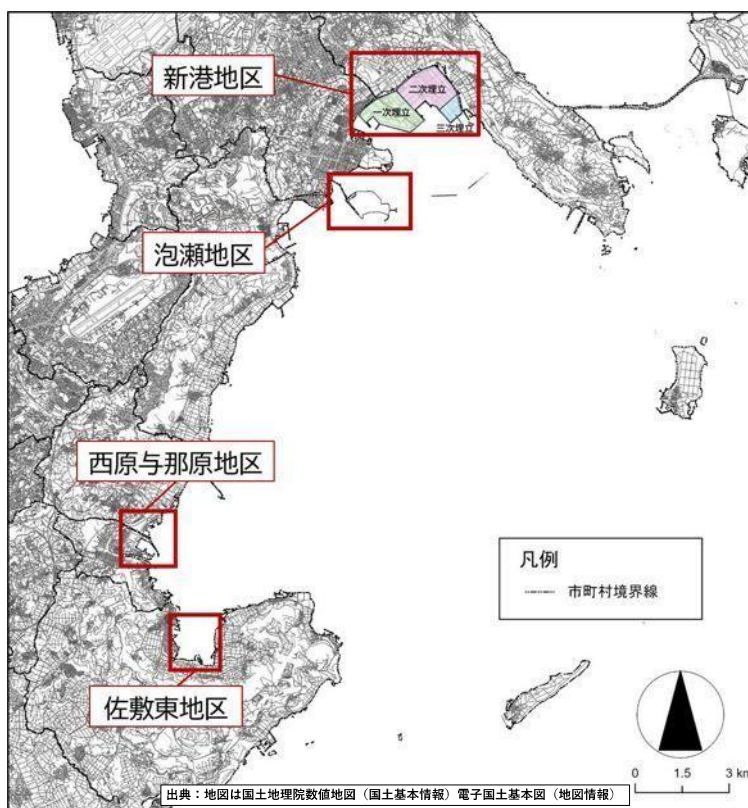 新港地区
二次埋立
一次埋立
三次埋立
泡瀬地区
西原与那原地区
凡例
市町村境界線
佐敷東地区
0 1.5 3 km
出典：地図は国土地理院数値地図（国土基本情報）電子国土基本図（地図情報）